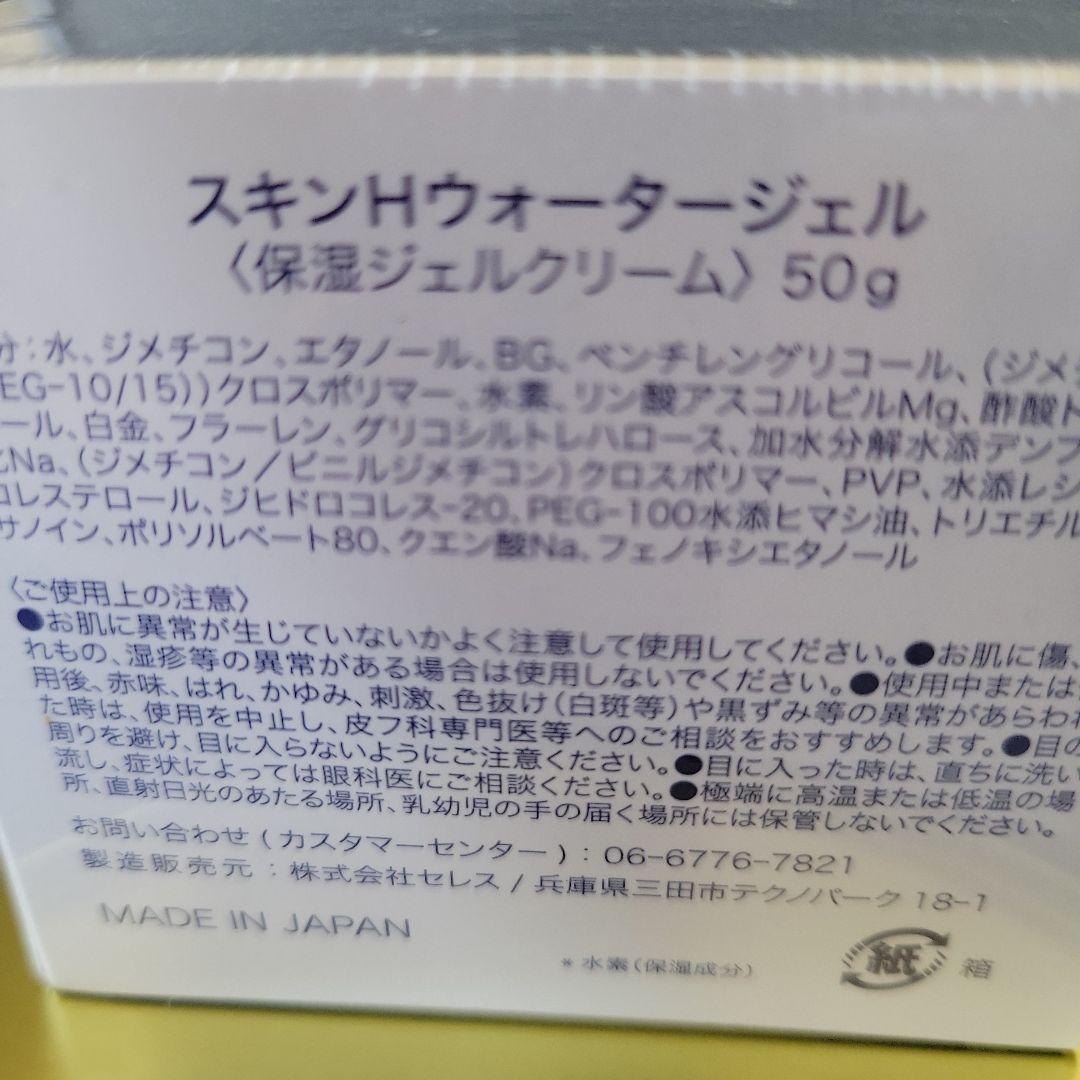 スキンHウォータージェル
〈保湿ジェルクリーム〉 50g
分：水、ジメチコン、エタノール、BG、ペンチレングリコール、（ジメチ
EG-10/15））クロスポリマー、水素、リン酸アスコルビルMg、酢酸ト
ール、白金、フラーレン、グリコシルトレハロース、加水分解水添デンプ
Na、（ジメチコン／ビニルジメチコン）クロスポリマー、PVP、水添レシ
コレステロール、ジヒドロコレス-20、PEG-100水添ヒマシ油、トリエチル
サノイン、ポリソルベート80、クエン酸Na、フェノキシエタノール
〈ご使用上の注意〉
●お肌に異常が生じていないかよく注意して使用してください。●お肌に傷、
れもの、湿疹等の異常がある場合は使用しないでください。●使用中または
用後、赤味、はれ、かゆみ、刺激、色抜け（白斑等）や黒ずみ等の異常があらわれ
た時は、使用を中止し、皮フ科専門医等へのご相談をおすすめします。●目の
周りを避け、目に入らないようにご注意ください。●目に入った時は、直ちに洗い
流し、症状によっては眼科医にご相談ください。●極端に高温または低温の場
所、直射日光のあたる場所、乳幼児の手の届く場所には保管しないでください。
お問い合わせ（カスタマーセンター）：06-6776-7821
製造販売元：株式会社セレス / 兵庫県三田市テクノパーク 18-1
MADE IN JAPAN
＊水素（保湿成分）
紙 箱